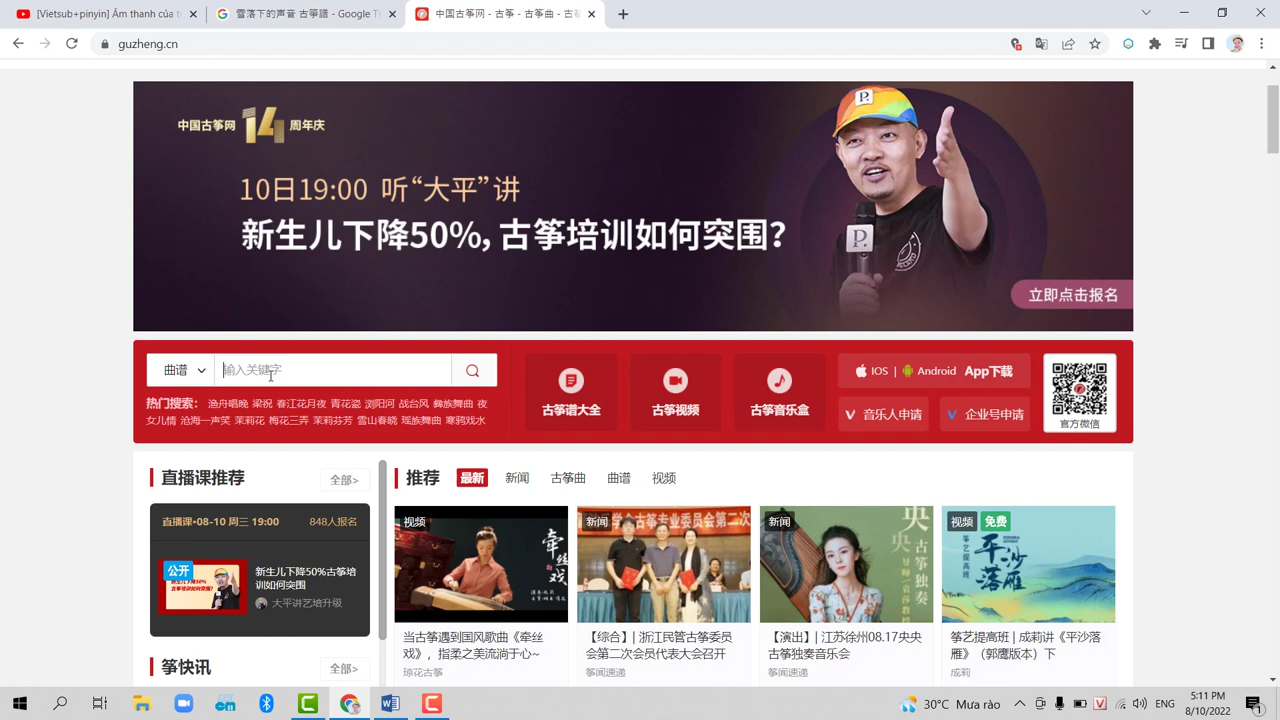 [Vietsub+pinyin] Âm thanh của t
雪落下的声音 古筝譜 - Google T
中国古筝网 - 古筝 - 古筝曲 - 古
guzheng.cn
中国古筝网 14 周年庆
10日19:00 听“大平”讲
新生儿下降50%, 古筝培训如何突围?
立即点击报名
曲谱
输入关键字
热门搜索: 渔舟唱晚 梁祝 春江花月夜 青花瓷 浏阳河 战台风 彝族舞曲 夜
女儿情 沧海一声笑 茉莉花 梅花三弄 茉莉芬芳 雪山春晓 瑶族舞曲 寒鸦戏水
古筝谱大全
古筝视频
古筝音乐盒
IOS | Android App下载
音乐人申请
企业号申请
官方微信
直播课推荐
全部>
推荐 最新 新闻 古筝曲 曲谱 视频
直播课•08-10 周三 19:00 848人报名
公开
新生儿下降50%古筝培
训如何突围
大平讲艺培升级
筝快讯
全部>
视频
当古筝遇到国风歌曲《牵丝
戏》，指柔之美流淌于心~
琼花古筝
新闻
【综合】| 浙江民管古筝委员
会第二次会员代表大会召开
筝闻速递
新闻
【演出】| 江苏徐州08.17央央
古筝独奏音乐会
筝闻速递
视频 免费
筝艺提高班 | 成莉讲《平沙落
雁》（郭鹰版本）下
成莉
30°C Mưa rào
ENG
5:11 PM
8/10/2022